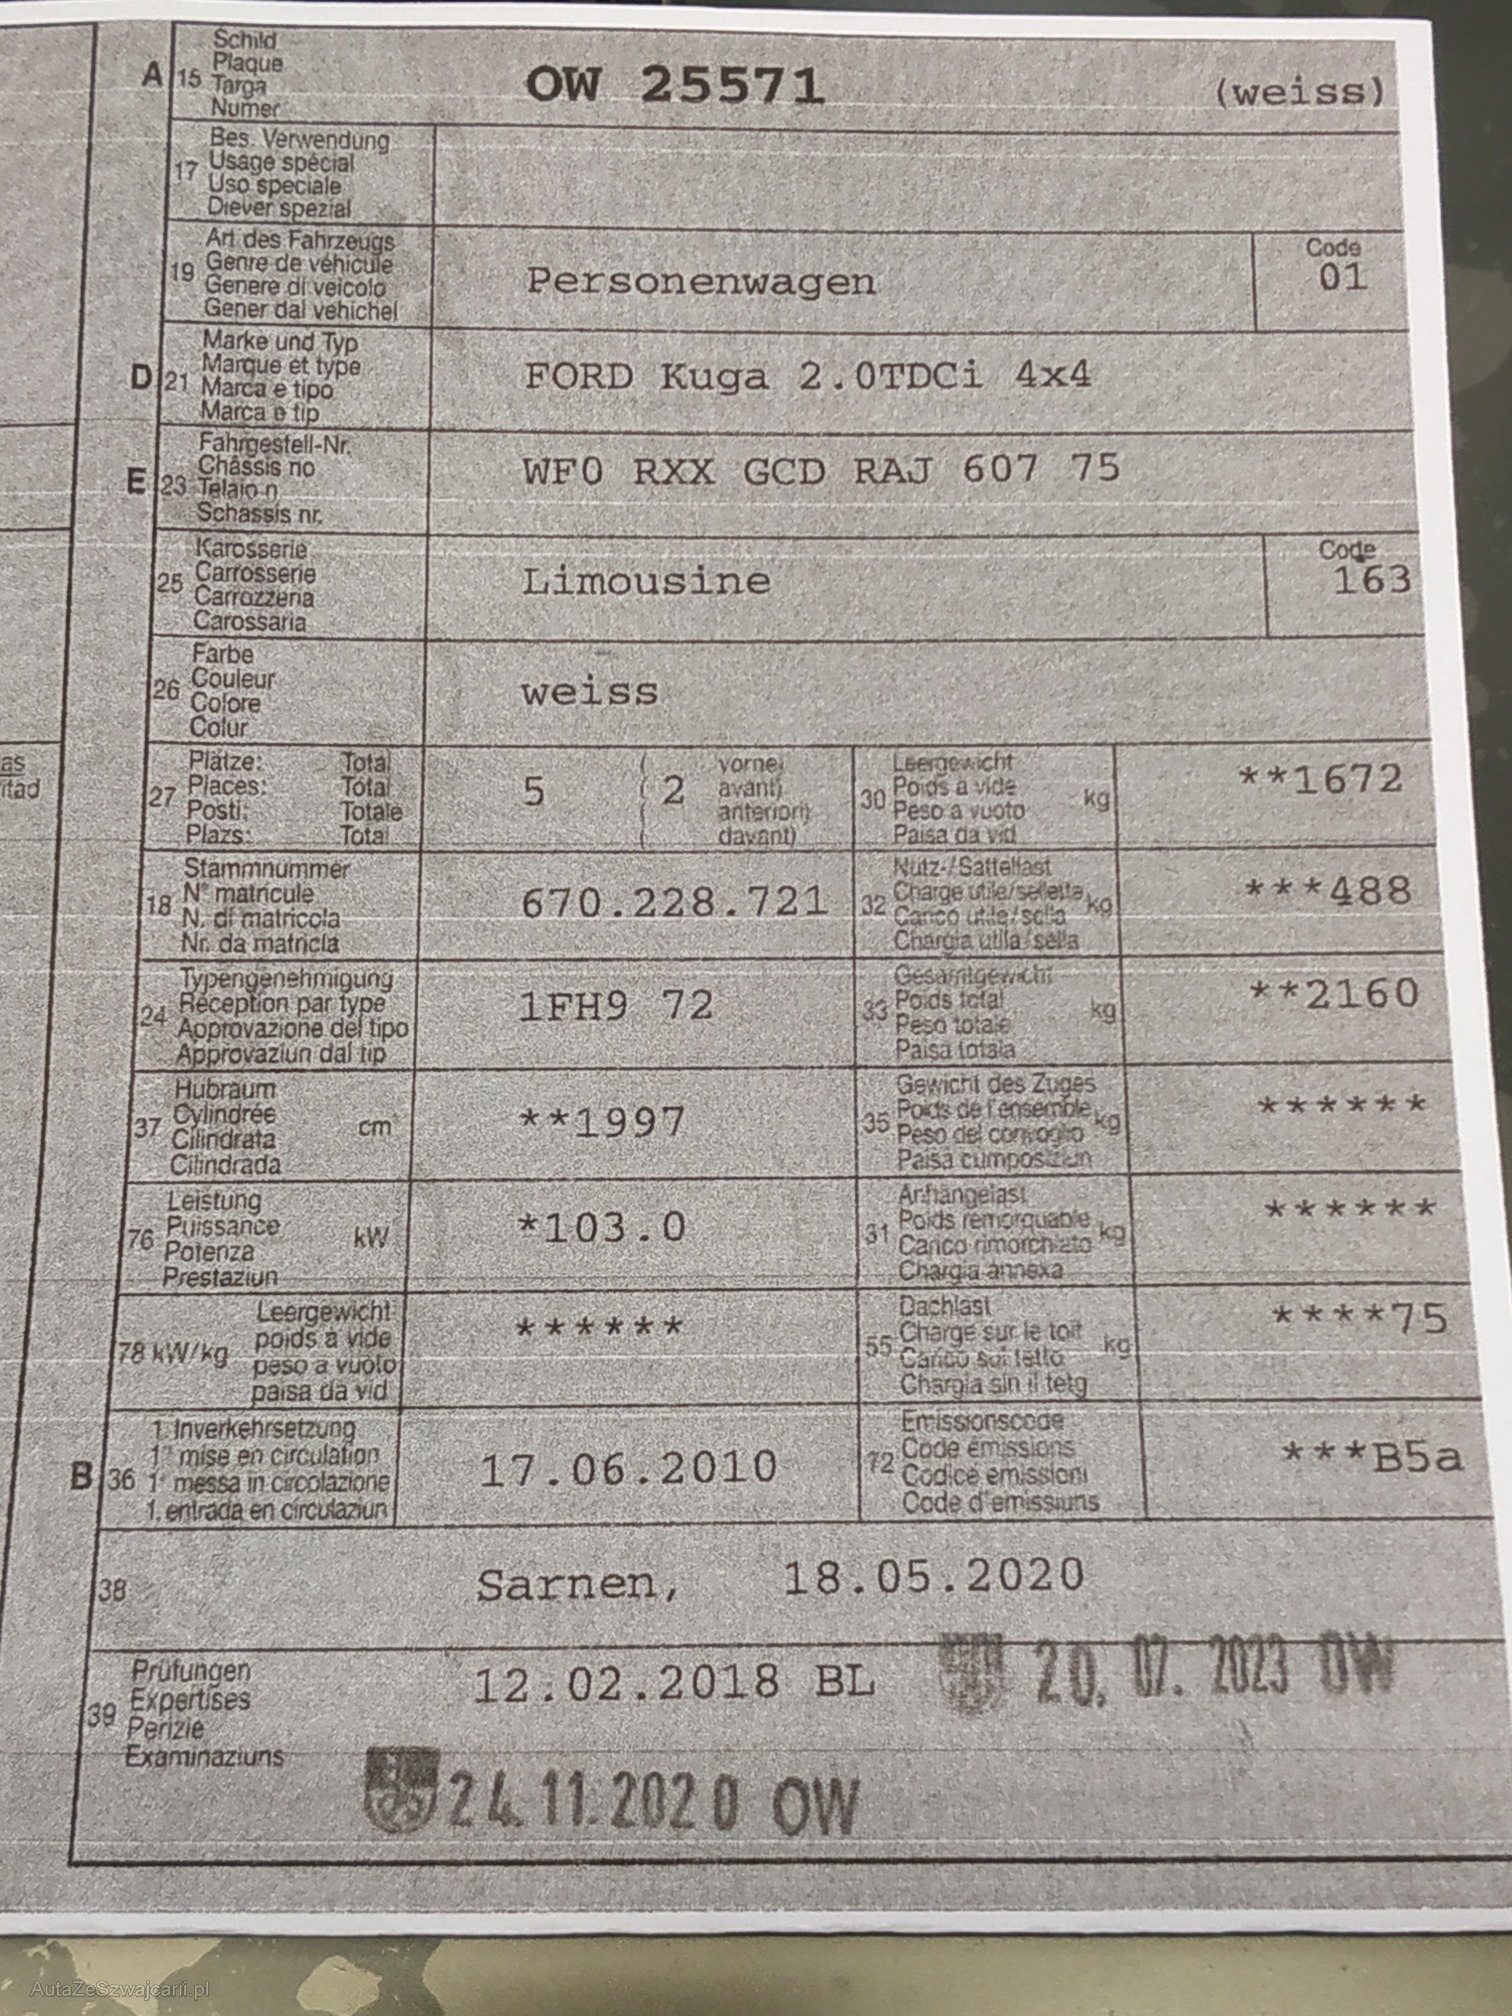 A 15 Schild
Plaque
Targa
Numer
OW 25571 (weiss)
17 Bes. Verwendung
Usage spécial
Uso speciale
Diever spezial
19 Art des Fahrzeugs
Genre de véhicule
Genere di veicolo
Gener dal vehichel
Personenwagen
Code
01
D 21 Marke und Typ
Marque et type
Marca e tipo
Marca e tip
FORD Kuga 2.0TDCi 4x4
E 23 Fahrgestell-Nr.
Châssis no
Telaio n
Schassis nr.
WF0 RXX GCD RAJ 607 75
25 Karosserie
Carrosserie
Carrozzeria
Carossaria
Limousine
Code
163
26 Farbe
Couleur
Colore
Colur
weiss
as
itad
27 Plätze: Total
Places: Total
Posti: Totale
Plazs: Total
5 ( 2 vorne)
( avant)
( anteriori)
( davant)
30 Leergewicht
Poids à vide
Peso a vuoto
Paisa da vid
kg
**1672
18 Stammnummer
N° matricule
N. di matricola
Nr. da matricla
670.228.721
32 Nutz-/Sattellast
Charge utile/sellette
Carico utile/sella
Chargia utila/sella
kg
***488
24 Typengenehmigung
Réception par type
Approvazione del tipo
Approvaziun dal tip
1FH9 72
33 Gesamtgewicht
Poids total
Peso totale
Paisa totala
kg
**2160
37 Hubraum
Cylindrée
Cilindrata
Cilindrada
cm³
**1997
35 Gewicht des Zuges
Poids de l'ensemble
Peso del convoglio
Paisa cumposiziun
kg
******
76 Leistung
Puissance
Potenza
Prestaziun
kW
*103.0
31 Anhängelast
Poids remorquable
Carico rimorchiato
Chargia annexa
kg
******
78 kW/kg Leergewicht
poids à vide
peso a vuoto
paisa da vid
******
55 Dachlast
Charge sur le toit
Carico sul tetto
Chargia sin il tetg
kg
****75
B 36 1. Inverkehrsetzung
1re mise en circulation
1a messa in circolazione
1. entrada en circulaziun
17.06.2010
72 Emissionscode
Code émissions
Codice emissioni
Code d'emissiuns
***B5a
38 Sarnen, 18.05.2020
39 Prüfungen
Expertises
Perizie
Examinaziuns
12.02.2018 BL
20. 07. 2023 OW
24.11.2020 OW
AutaZeSzwajcarii.pl